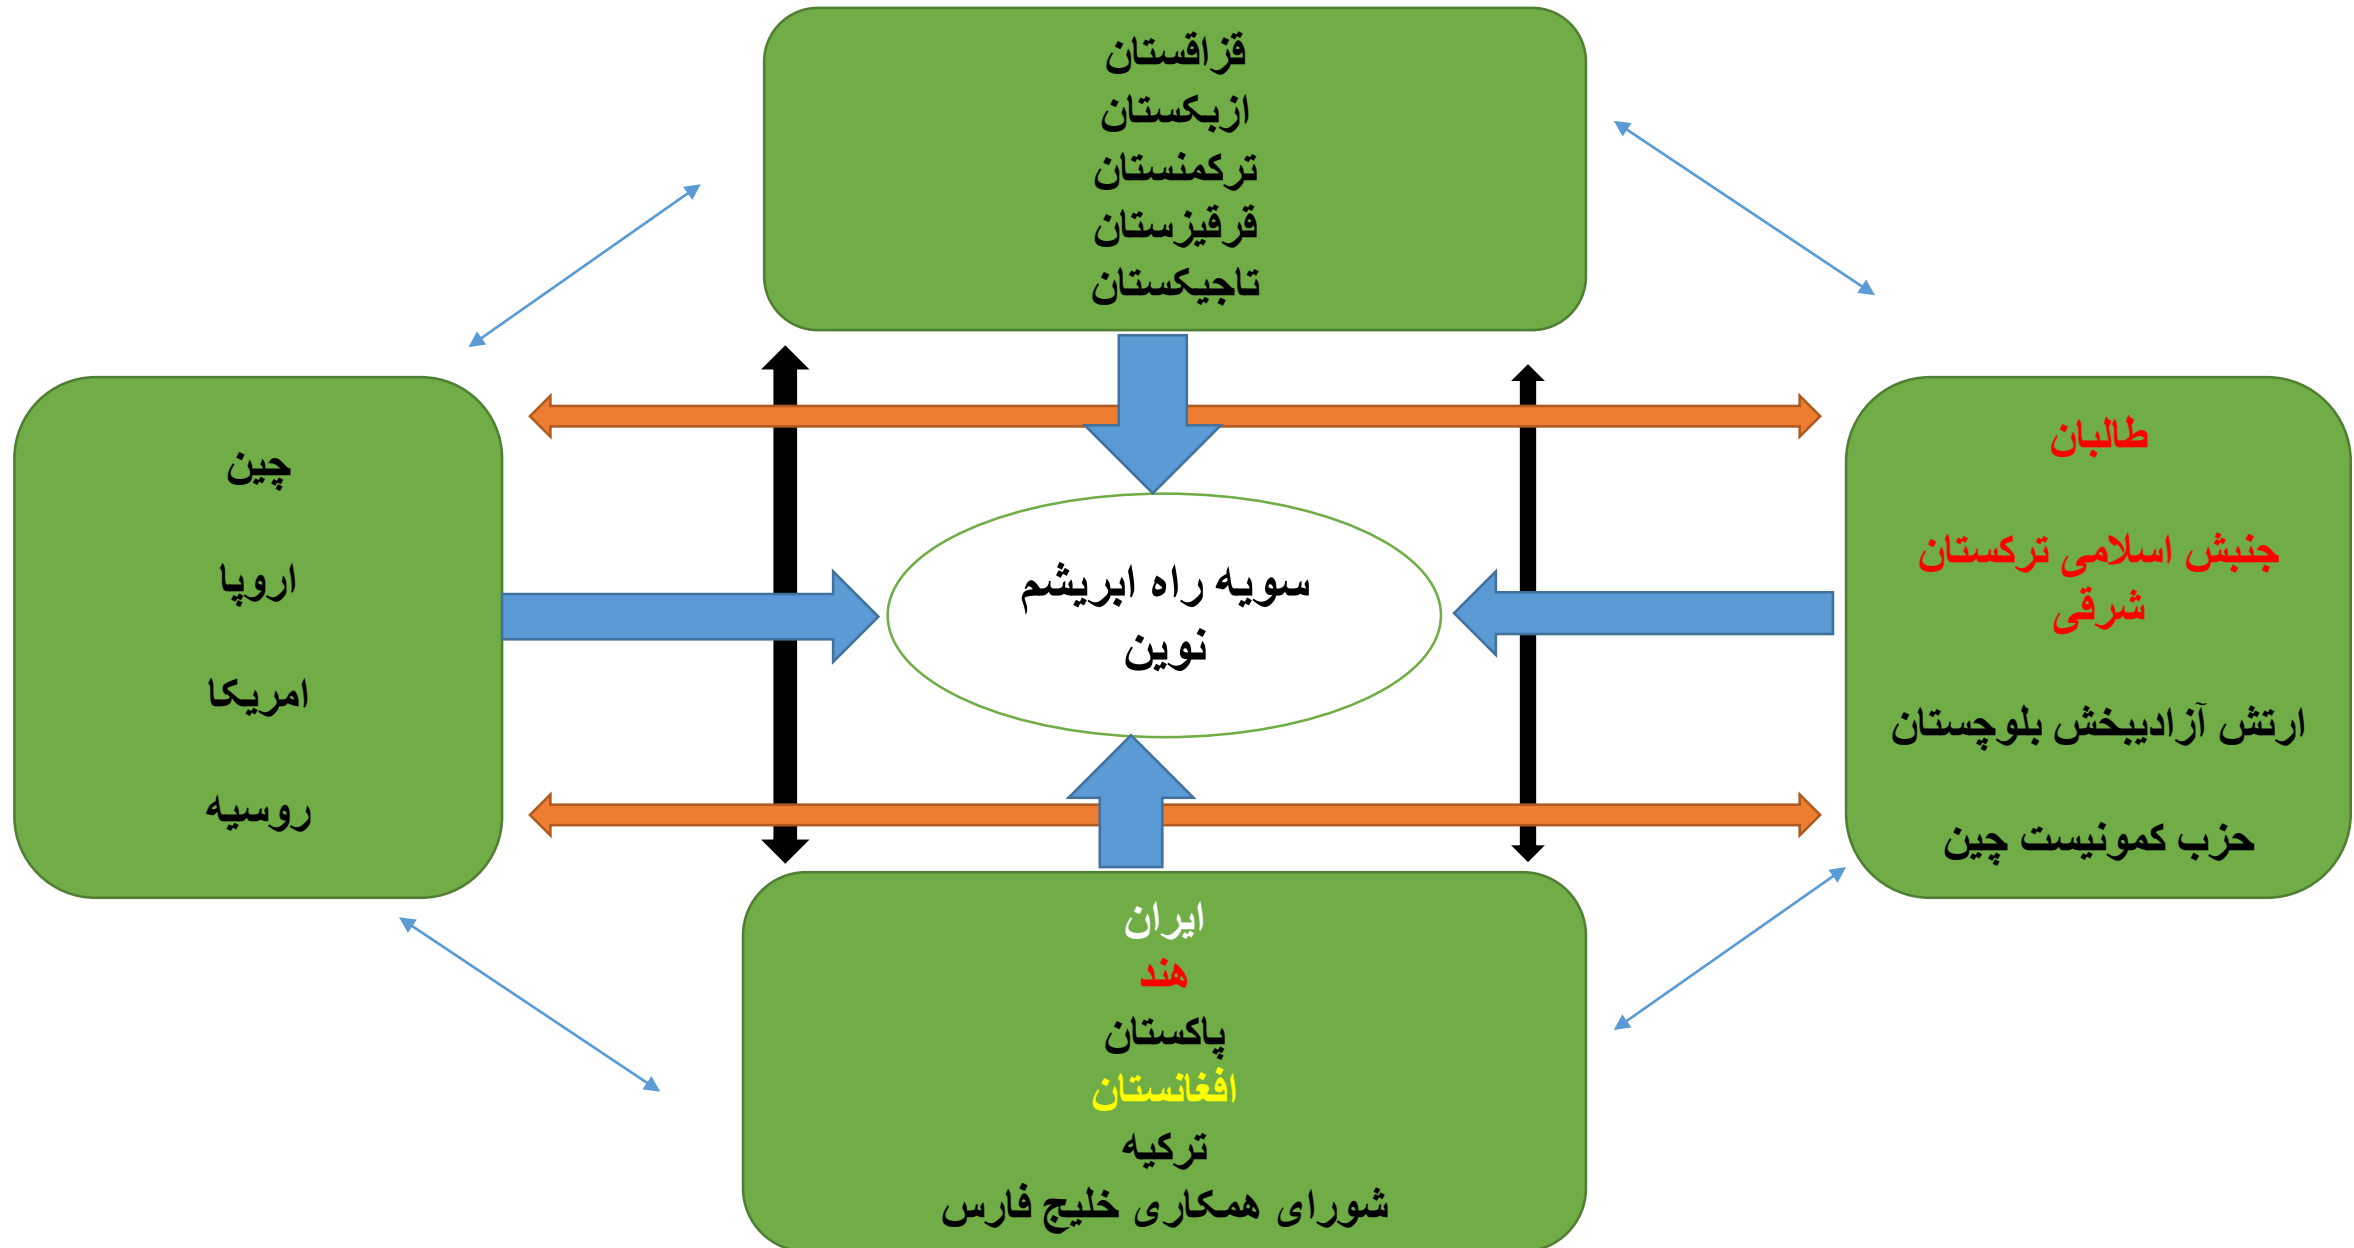 قزاقستان
ازبکستان
ترکمنستان
قرقیزستان
تاجیکستان
طالبان
جنبش اسلامی ترکستان
شرقی
ارتش آزادیبخش بلوچستان
حزب کمونیست چین
سویه راه ابریشم
نوین
چین
اروپا
امریکا
روسیه
ایران
هند
پاکستان
افغانستان
ترکیه
شورای همکاری خلیج فارس